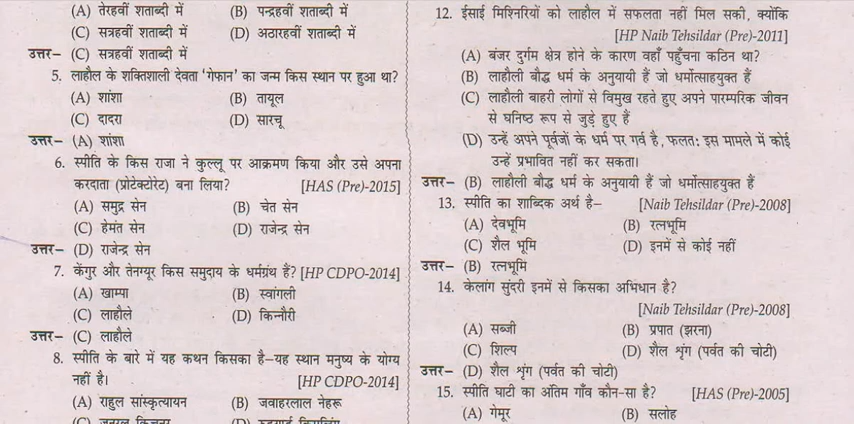 (A) तेरहवीं शताब्दी में (B) पन्द्रहवीं शताब्दी में
(C) सत्रहवीं शताब्दी में (D) अठारहवीं शताब्दी में
उत्तर– (C) सत्रहवीं शताब्दी में
5. लाहौल के शक्तिशाली देवता 'गेफान' का जन्म किस स्थान पर हुआ था?
(A) शांशा (B) तायूल
(C) दादरा (D) सारचू
उत्तर– (A) शांशा
6. स्पीति के किस राजा ने कुल्लू पर आक्रमण किया और उसे अपना
करदाता (प्रोटेक्टोरेट) बना लिया? [HAS (Pre)-2015]
(A) समुद्र सेन (B) चेत सेन
(C) हेमंत सेन (D) राजेन्द्र सेन
उत्तर– (D) राजेन्द्र सेन
7. केंगुर और तेनग्यूर किस समुदाय के धर्मग्रंथ हैं? [HP CDPO-2014]
(A) खाम्पा (B) स्वांगली
(C) लाहौले (D) किन्नौरी
उत्तर– (C) लाहौले
8. स्पीति के बारे में यह कथन किसका है–यह स्थान मनुष्य के योग्य
नहीं है। [HP CDPO-2014]
(A) राहुल सांस्कृत्यायन (B) जवाहरलाल नेहरू
(C) जनरल (D)
12. ईसाई मिश्निरियों को लाहौल में सफलता नहीं मिल सकी, क्योंकि
[HP Naib Tehsildar (Pre)-2011]
(A) बंजर दुर्गम क्षेत्र होने के कारण वहाँ पहुँचना कठिन था?
(B) लाहौली बौद्ध धर्म के अनुयायी हैं जो धर्मोत्साहयुक्त हैं
(C) लाहौली बाहरी लोगों से विमुख रहते हुए अपने पारम्परिक जीवन
से घनिष्ठ रूप से जुड़े हुए हैं
(D) उन्हें अपने पूर्वजों के धर्म पर गर्व है, फलत: इस मामले में कोई
उन्हें प्रभावित नहीं कर सकता।
उत्तर– (B) लाहौली बौद्ध धर्म के अनुयायी हैं जो धर्मोत्साहयुक्त हैं
13. स्पीति का शाब्दिक अर्थ है– [Naib Tehsildar (Pre)-2008]
(A) देवभूमि (B) रत्नभूमि
(C) शैल भूमि (D) इनमें से कोई नहीं
उत्तर– (B) रत्नभूमि
14. केलांग सुंदरी इनमें से किसका अभिधान है?
[Naib Tehsildar (Pre)-2008]
(A) सब्जी (B) प्रपात (झरना)
(C) शिल्प (D) शैल शृंग (पर्वत की चोटी)
उत्तर– (D) शैल शृंग (पर्वत की चोटी)
15. स्पीति घाटी का अंतिम गाँव कौन-सा है? [HAS (Pre)-2005]
(A) गेमूर (B) सलोह